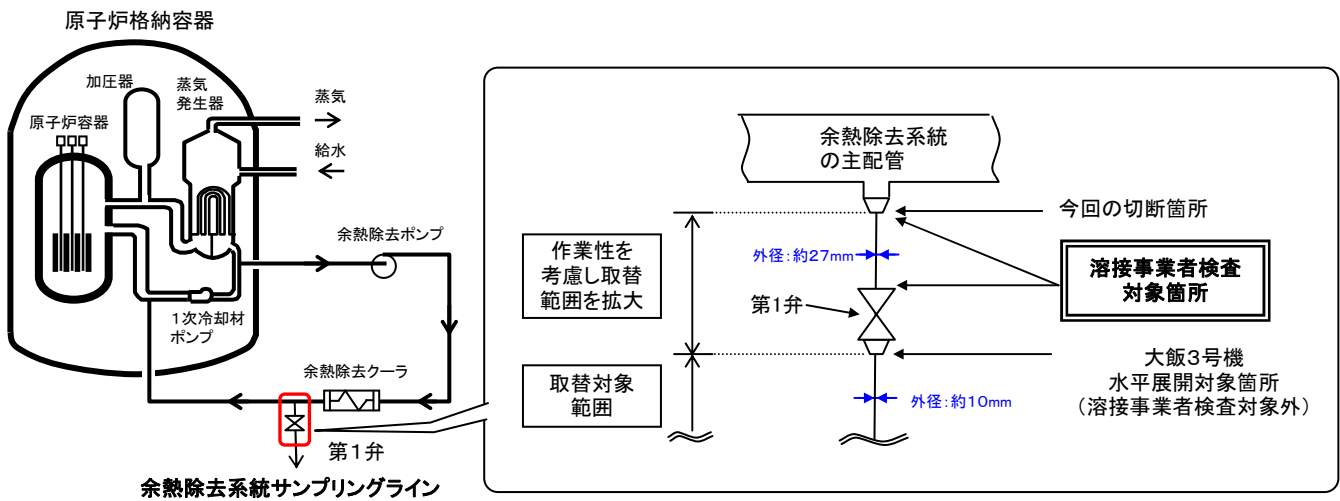 原子炉格納容器
加圧器
蒸気
発生器
原子炉容器
蒸気
給水
余熱除去ポンプ
1次冷却材
ポンプ
余熱除去クーラ
第1弁
余熱除去系統サンプリングライン
余熱除去系統
の主配管
今回の切断箇所
作業性を
考慮し取替
範囲を拡大
外径:約27mm
溶接事業者検査
対象箇所
第1弁
大飯3号機
水平展開対象箇所
(溶接事業者検査対象外)
取替対象
範囲
外径:約10mm